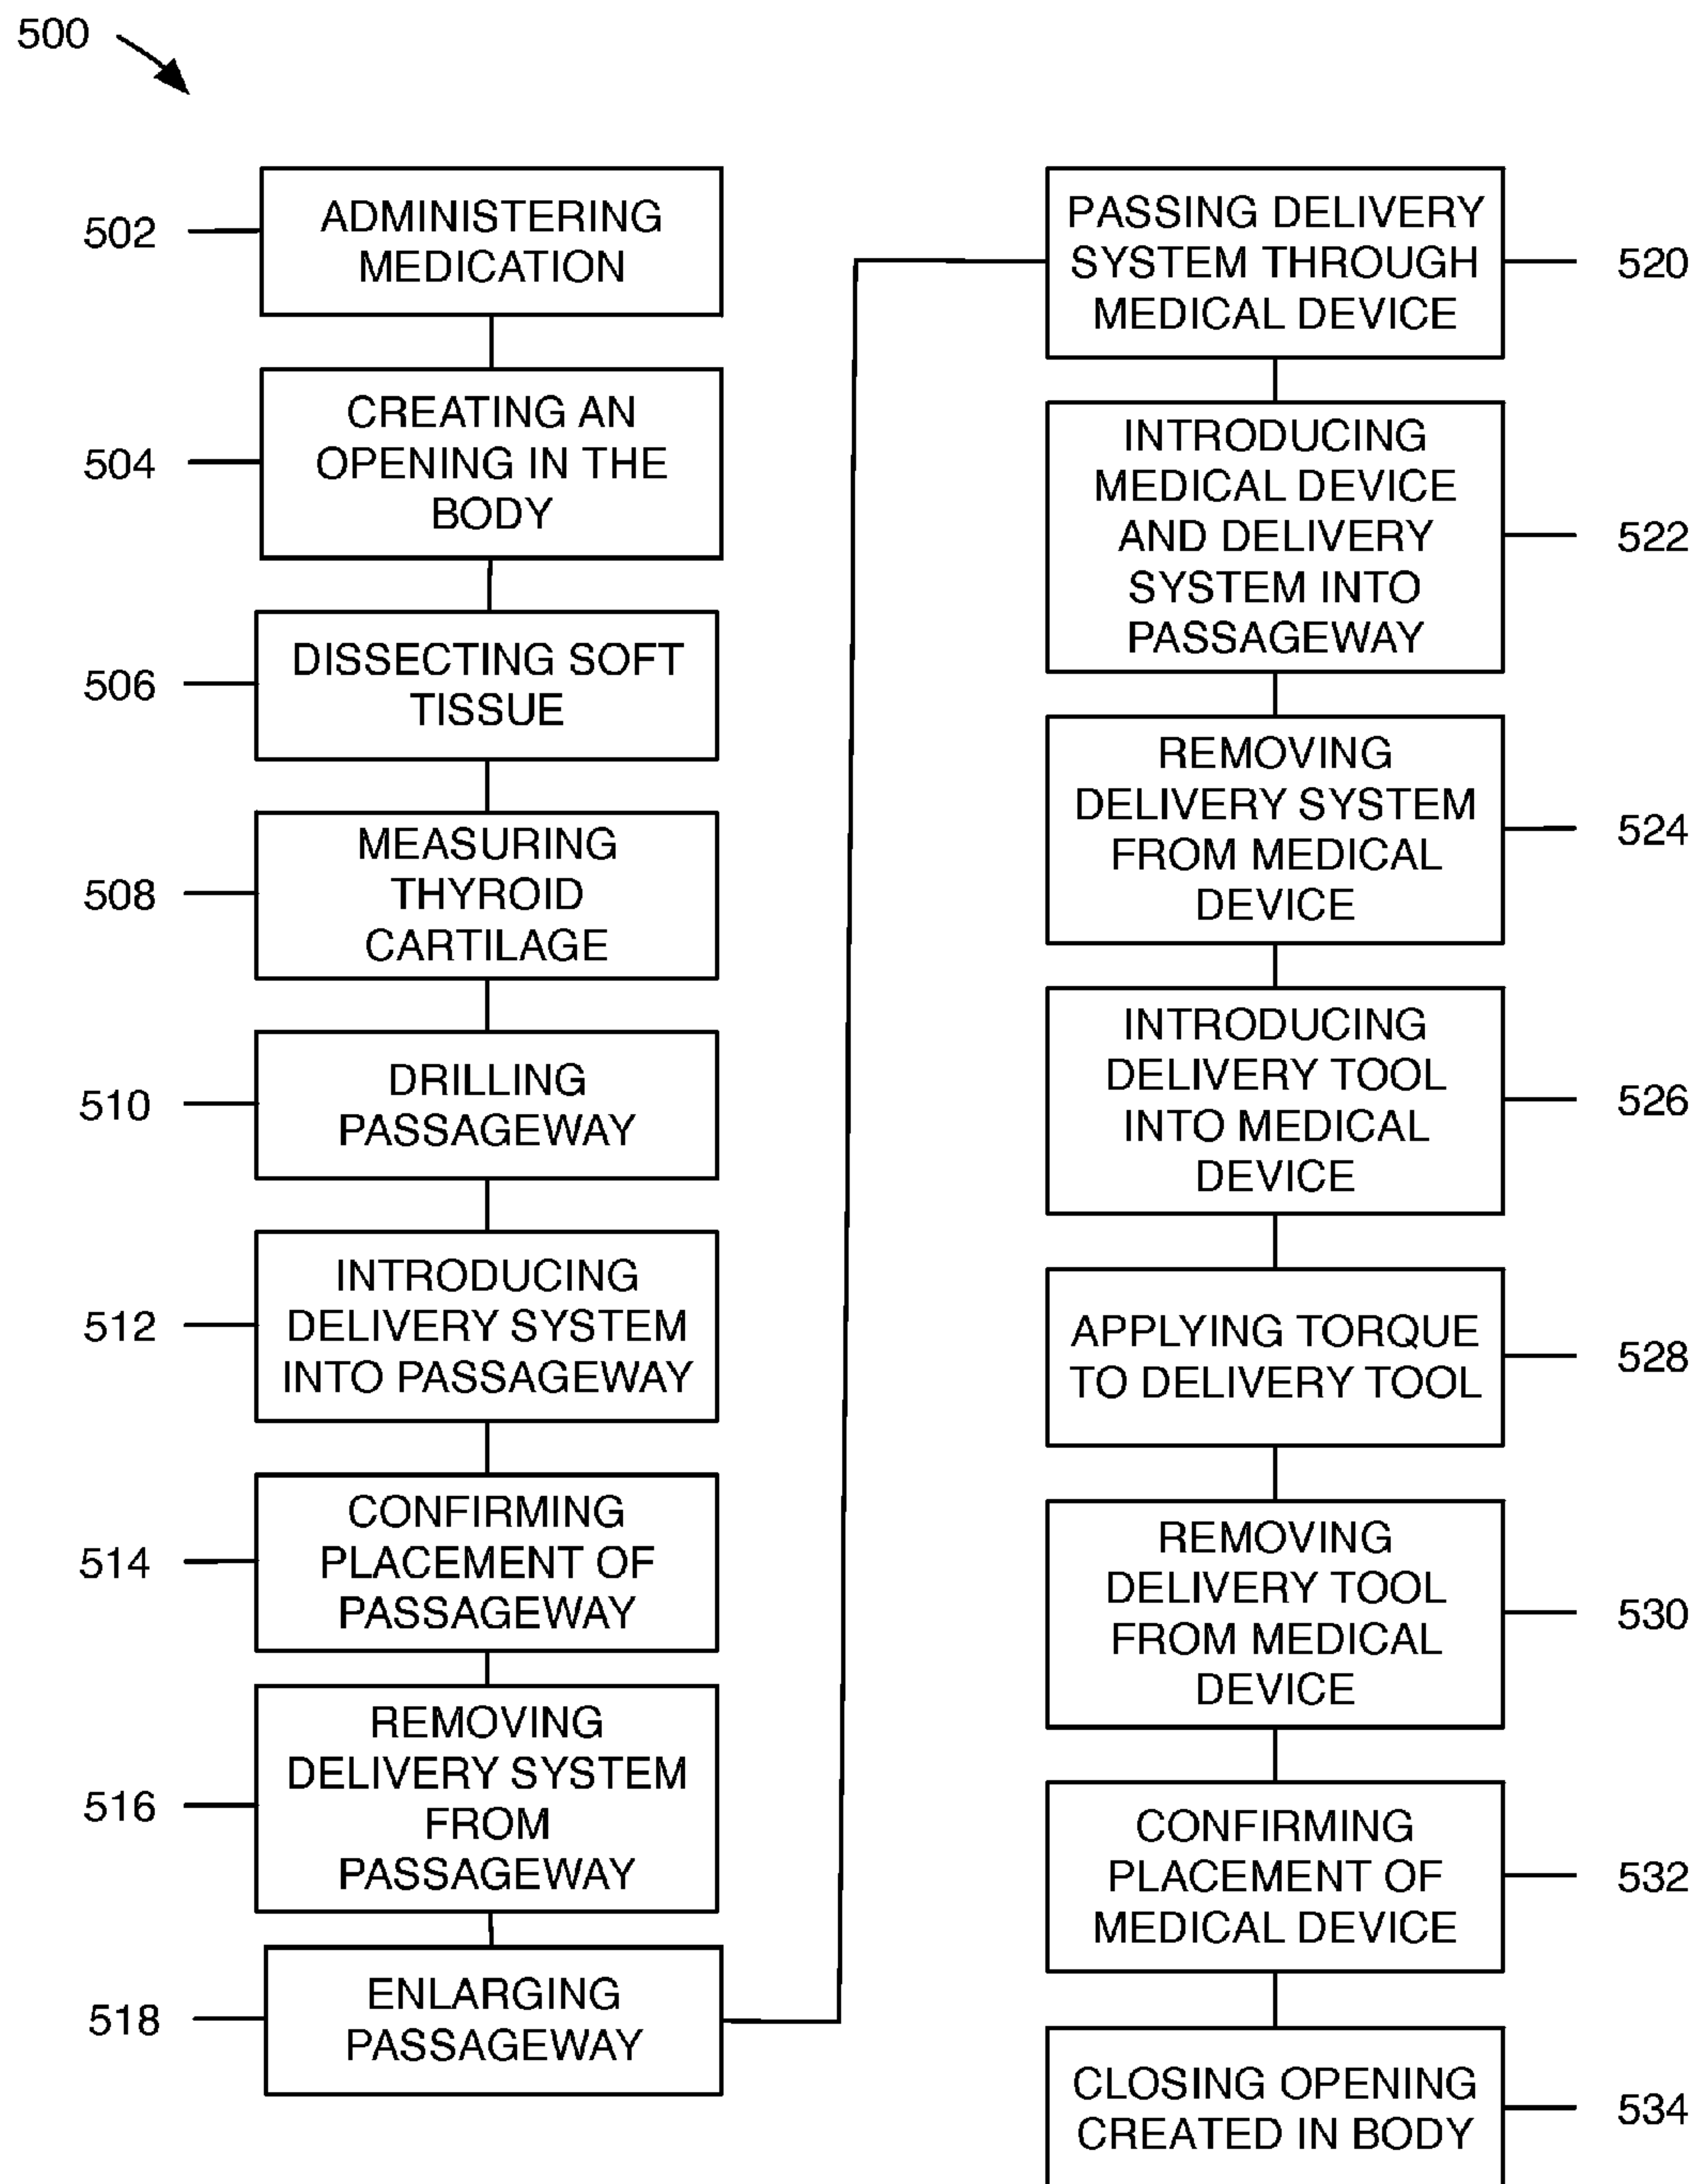 500
502
ADMINISTERING
MEDICATION
504
CREATING AN
OPENING IN THE
BODY
506
DISSECTING SOFT
TISSUE
508
MEASURING
THYROID
CARTILAGE
510
DRILLING
PASSAGEWAY
512
INTRODUCING
DELIVERY SYSTEM
INTO PASSAGEWAY
514
CONFIRMING
PLACEMENT OF
PASSAGEWAY
516
REMOVING
DELIVERY SYSTEM
FROM
PASSAGEWAY
518
ENLARGING
PASSAGEWAY
PASSING DELIVERY
SYSTEM THROUGH
MEDICAL DEVICE
520
INTRODUCING
MEDICAL DEVICE
AND DELIVERY
SYSTEM INTO
PASSAGEWAY
522
REMOVING
DELIVERY SYSTEM
FROM MEDICAL
DEVICE
524
INTRODUCING
DELIVERY TOOL
INTO MEDICAL
DEVICE
526
APPLYING TORQUE
TO DELIVERY TOOL
528
REMOVING
DELIVERY TOOL
FROM MEDICAL
DEVICE
530
CONFIRMING
PLACEMENT OF
MEDICAL DEVICE
532
CLOSING OPENING
CREATED IN BODY
534